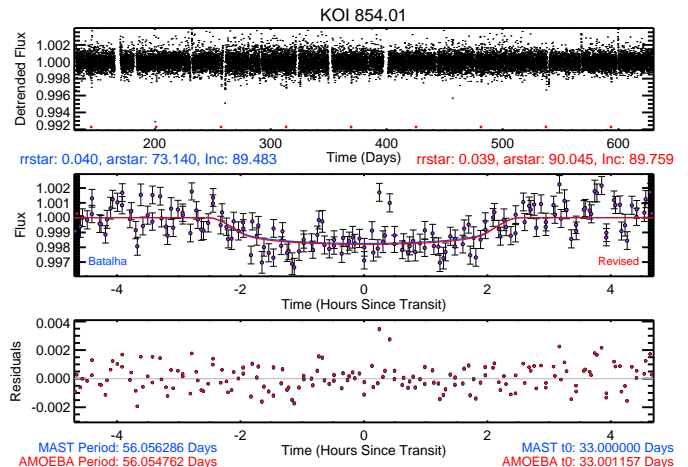 KOI 854.01
Detrended Flux
1.002
1.000
0.998
0.996
0.994
0.992
200
300
400
500
600
Time (Days)
rrstar: 0.040, arstar: 73.140, Inc: 89.483
rrstar: 0.039, arstar: 90.045, Inc: 89.759
Flux
1.002
1.000
0.998
0.996
Batalha
Revised
-4
-2
0
2
4
Time (Hours Since Transit)
Residuals
0.004
0.002
0.000
-0.002
-4
-2
0
2
4
Time (Hours Since Transit)
MAST Period: 56.056286 Days
AMOEBA Period: 56.054762 Days
MAST t0: 33.000000 Days
AMOEBA t0: 33.001157 Days